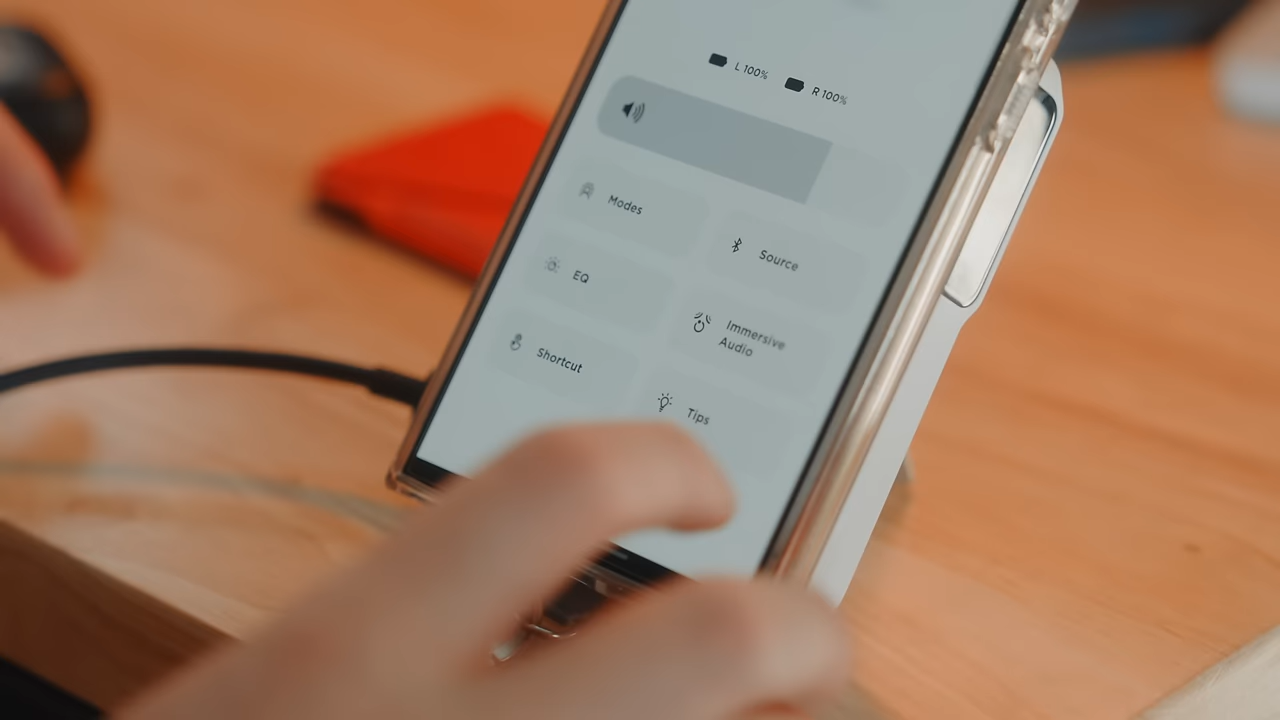 L 100% R 100%
Modes
Source
EQ
Immersive
Audio
Shortcut
Tips